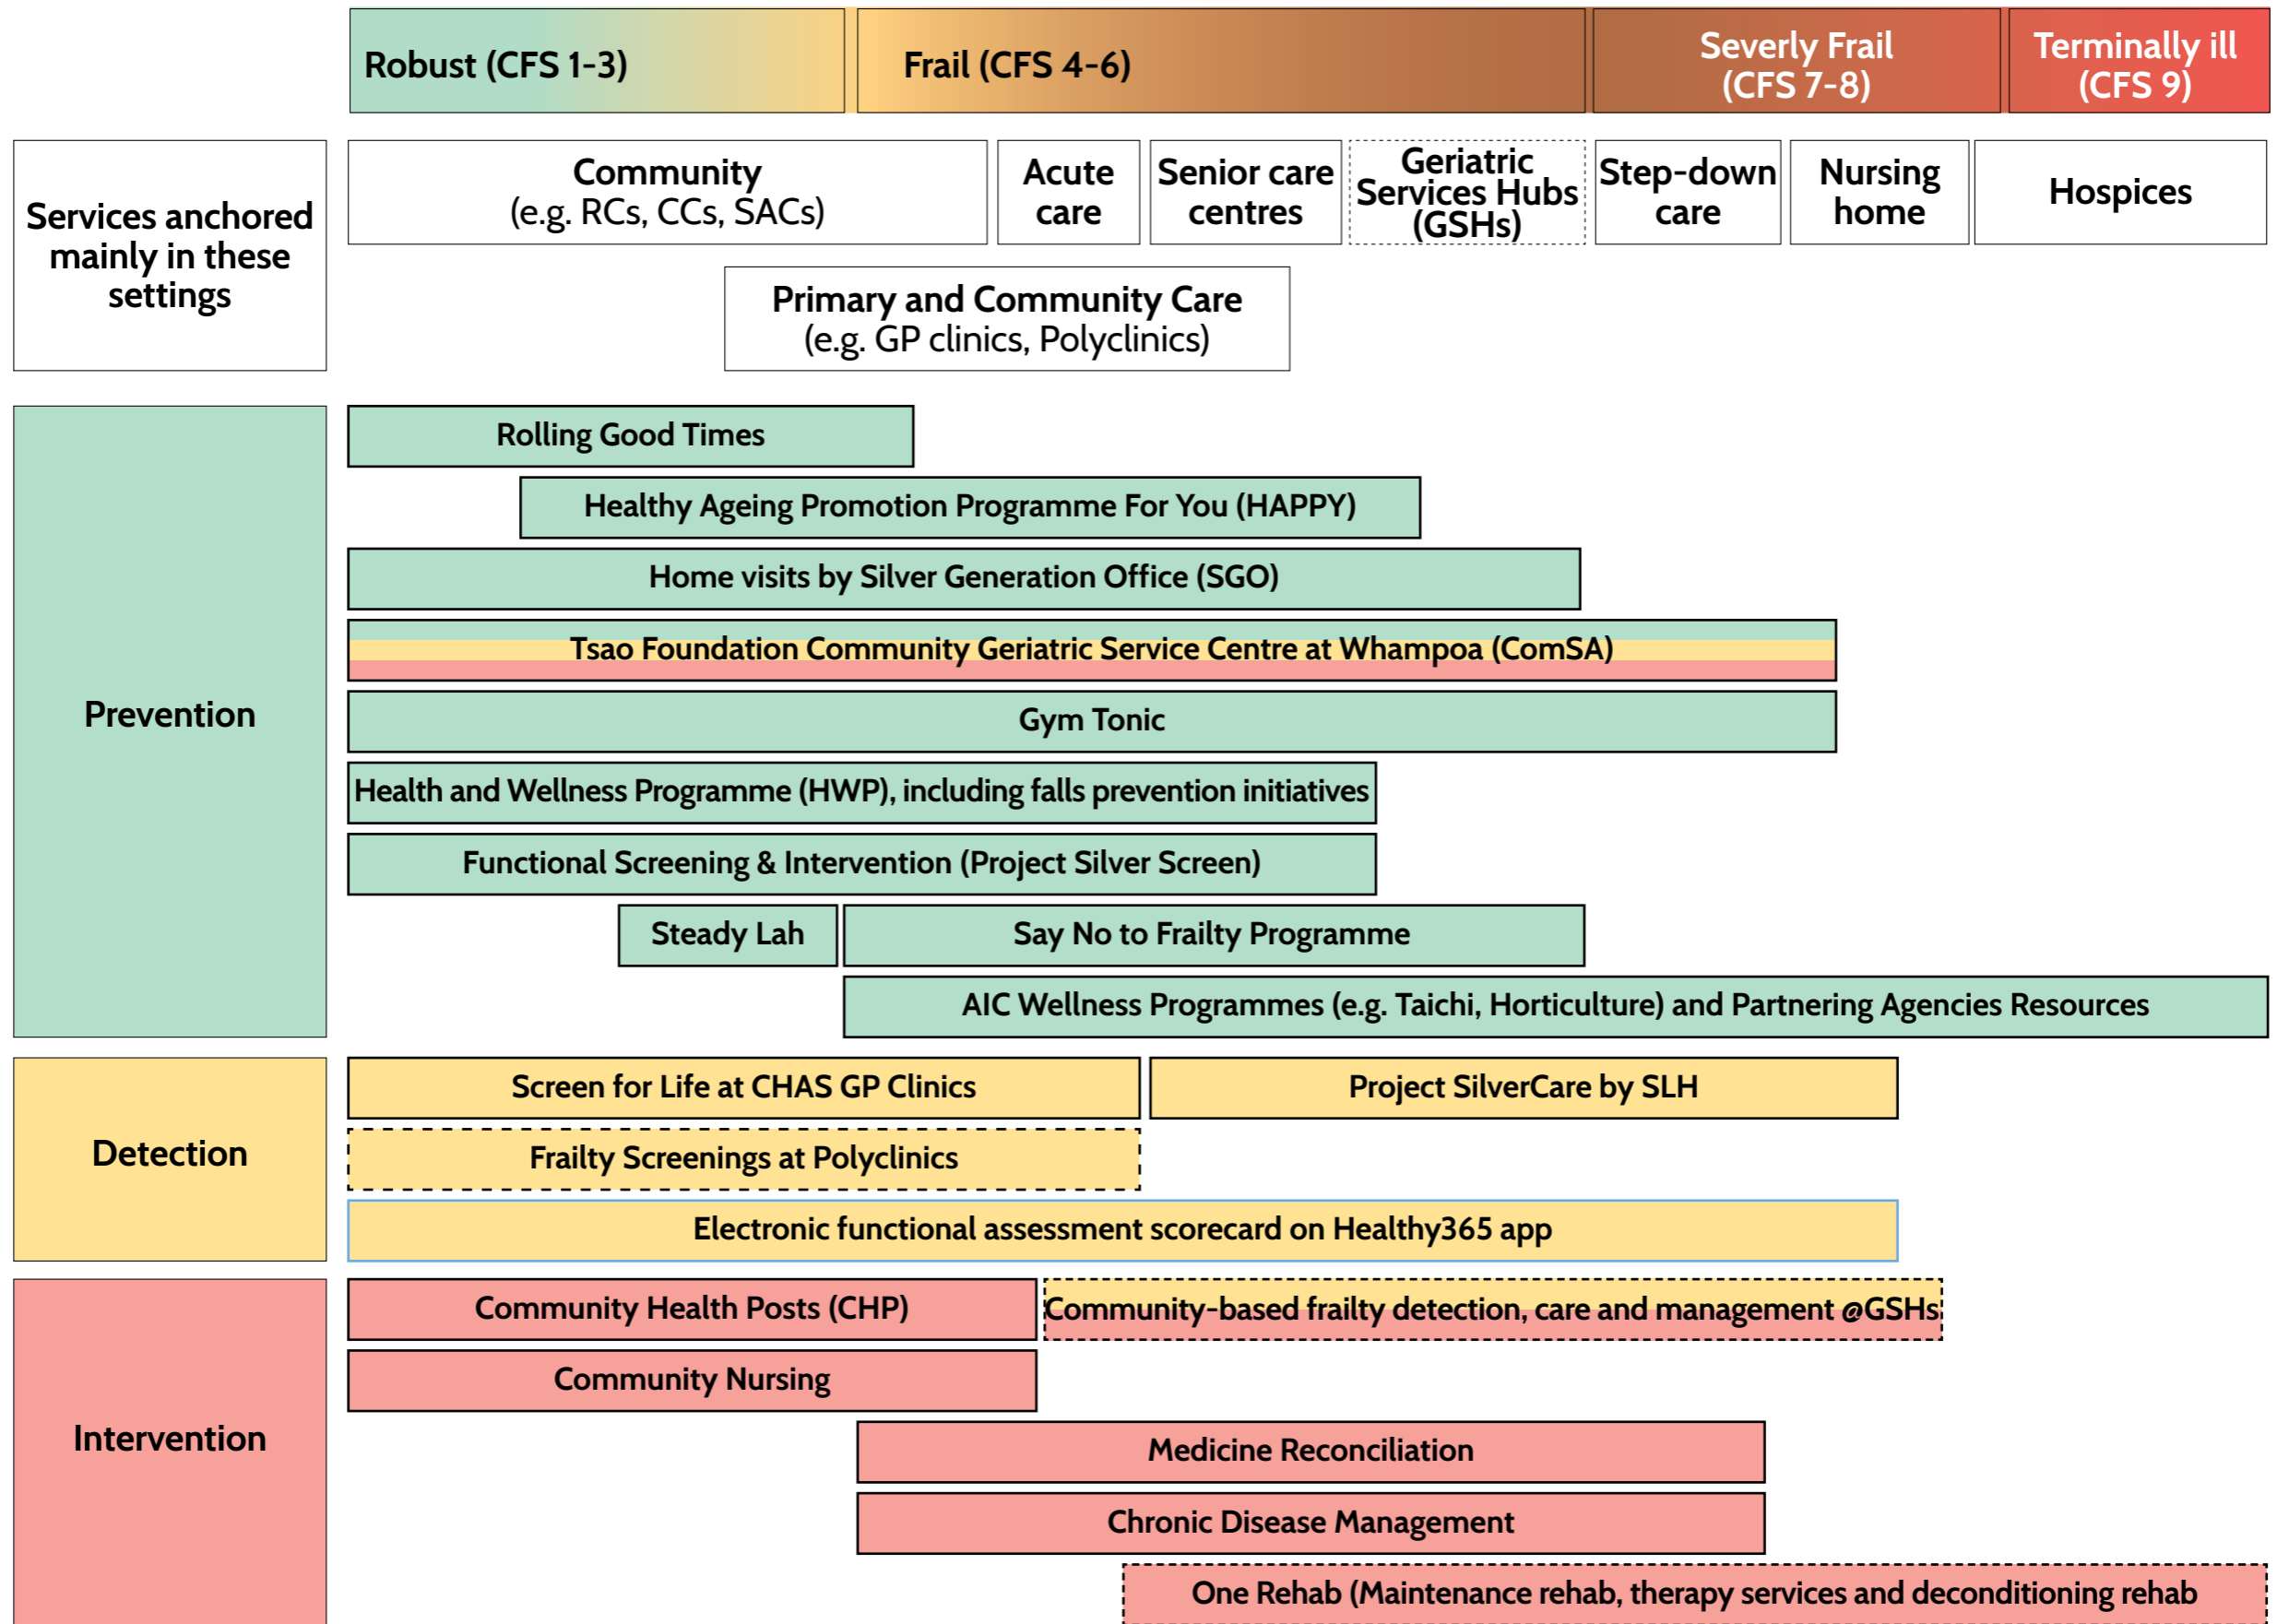 Robust (CFS 1-3)
Frail (CFS 4-6)
Severly Frail
(CFS 7-8)
Terminally ill
(CFS 9)
Services anchored
mainly in these
settings
Community
(e.g. RCs, CCs, SACs)
Acute
care
Senior care
centres
Geriatric
Services Hubs
(GSHs)
Step-down
care
Nursing
home
Hospices
Primary and Community Care
(e.g. GP clinics, Polyclinics)
Prevention
Rolling Good Times
Healthy Ageing Promotion Programme For You (HAPPY)
Home visits by Silver Generation Office (SGO)
Tsao Foundation Community Geriatric Service Centre at Whampoa (ComSA)
Gym Tonic
Health and Wellness Programme (HWP), including falls prevention initiatives
Functional Screening & Intervention (Project Silver Screen)
Steady Lah
Say No to Frailty Programme
AIC Wellness Programmes (e.g. Taichi, Horticulture) and Partnering Agencies Resources
Detection
Screen for Life at CHAS GP Clinics
Project SilverCare by SLH
Frailty Screenings at Polyclinics
Electronic functional assessment scorecard on Healthy365 app
Intervention
Community Health Posts (CHP)
Community-based frailty detection, care and management @GSHs
Community Nursing
Medicine Reconciliation
Chronic Disease Management
One Rehab (Maintenance rehab, therapy services and deconditioning rehab